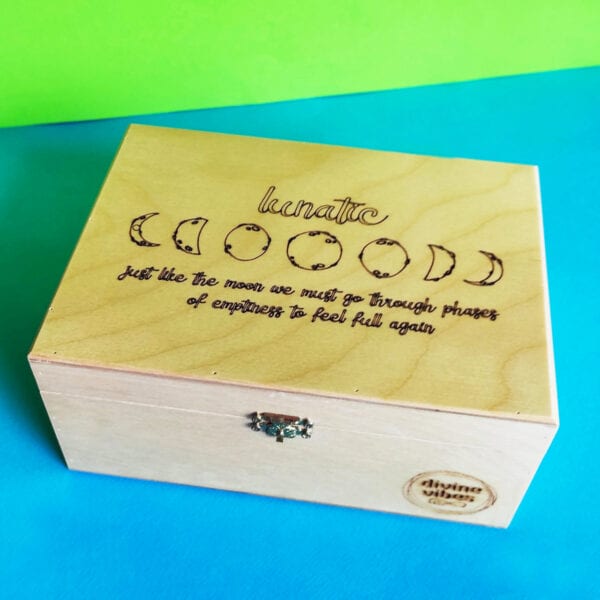 lunatic
Just like the moon we must go through phases
of emptiness to feel full again
divine
vibes